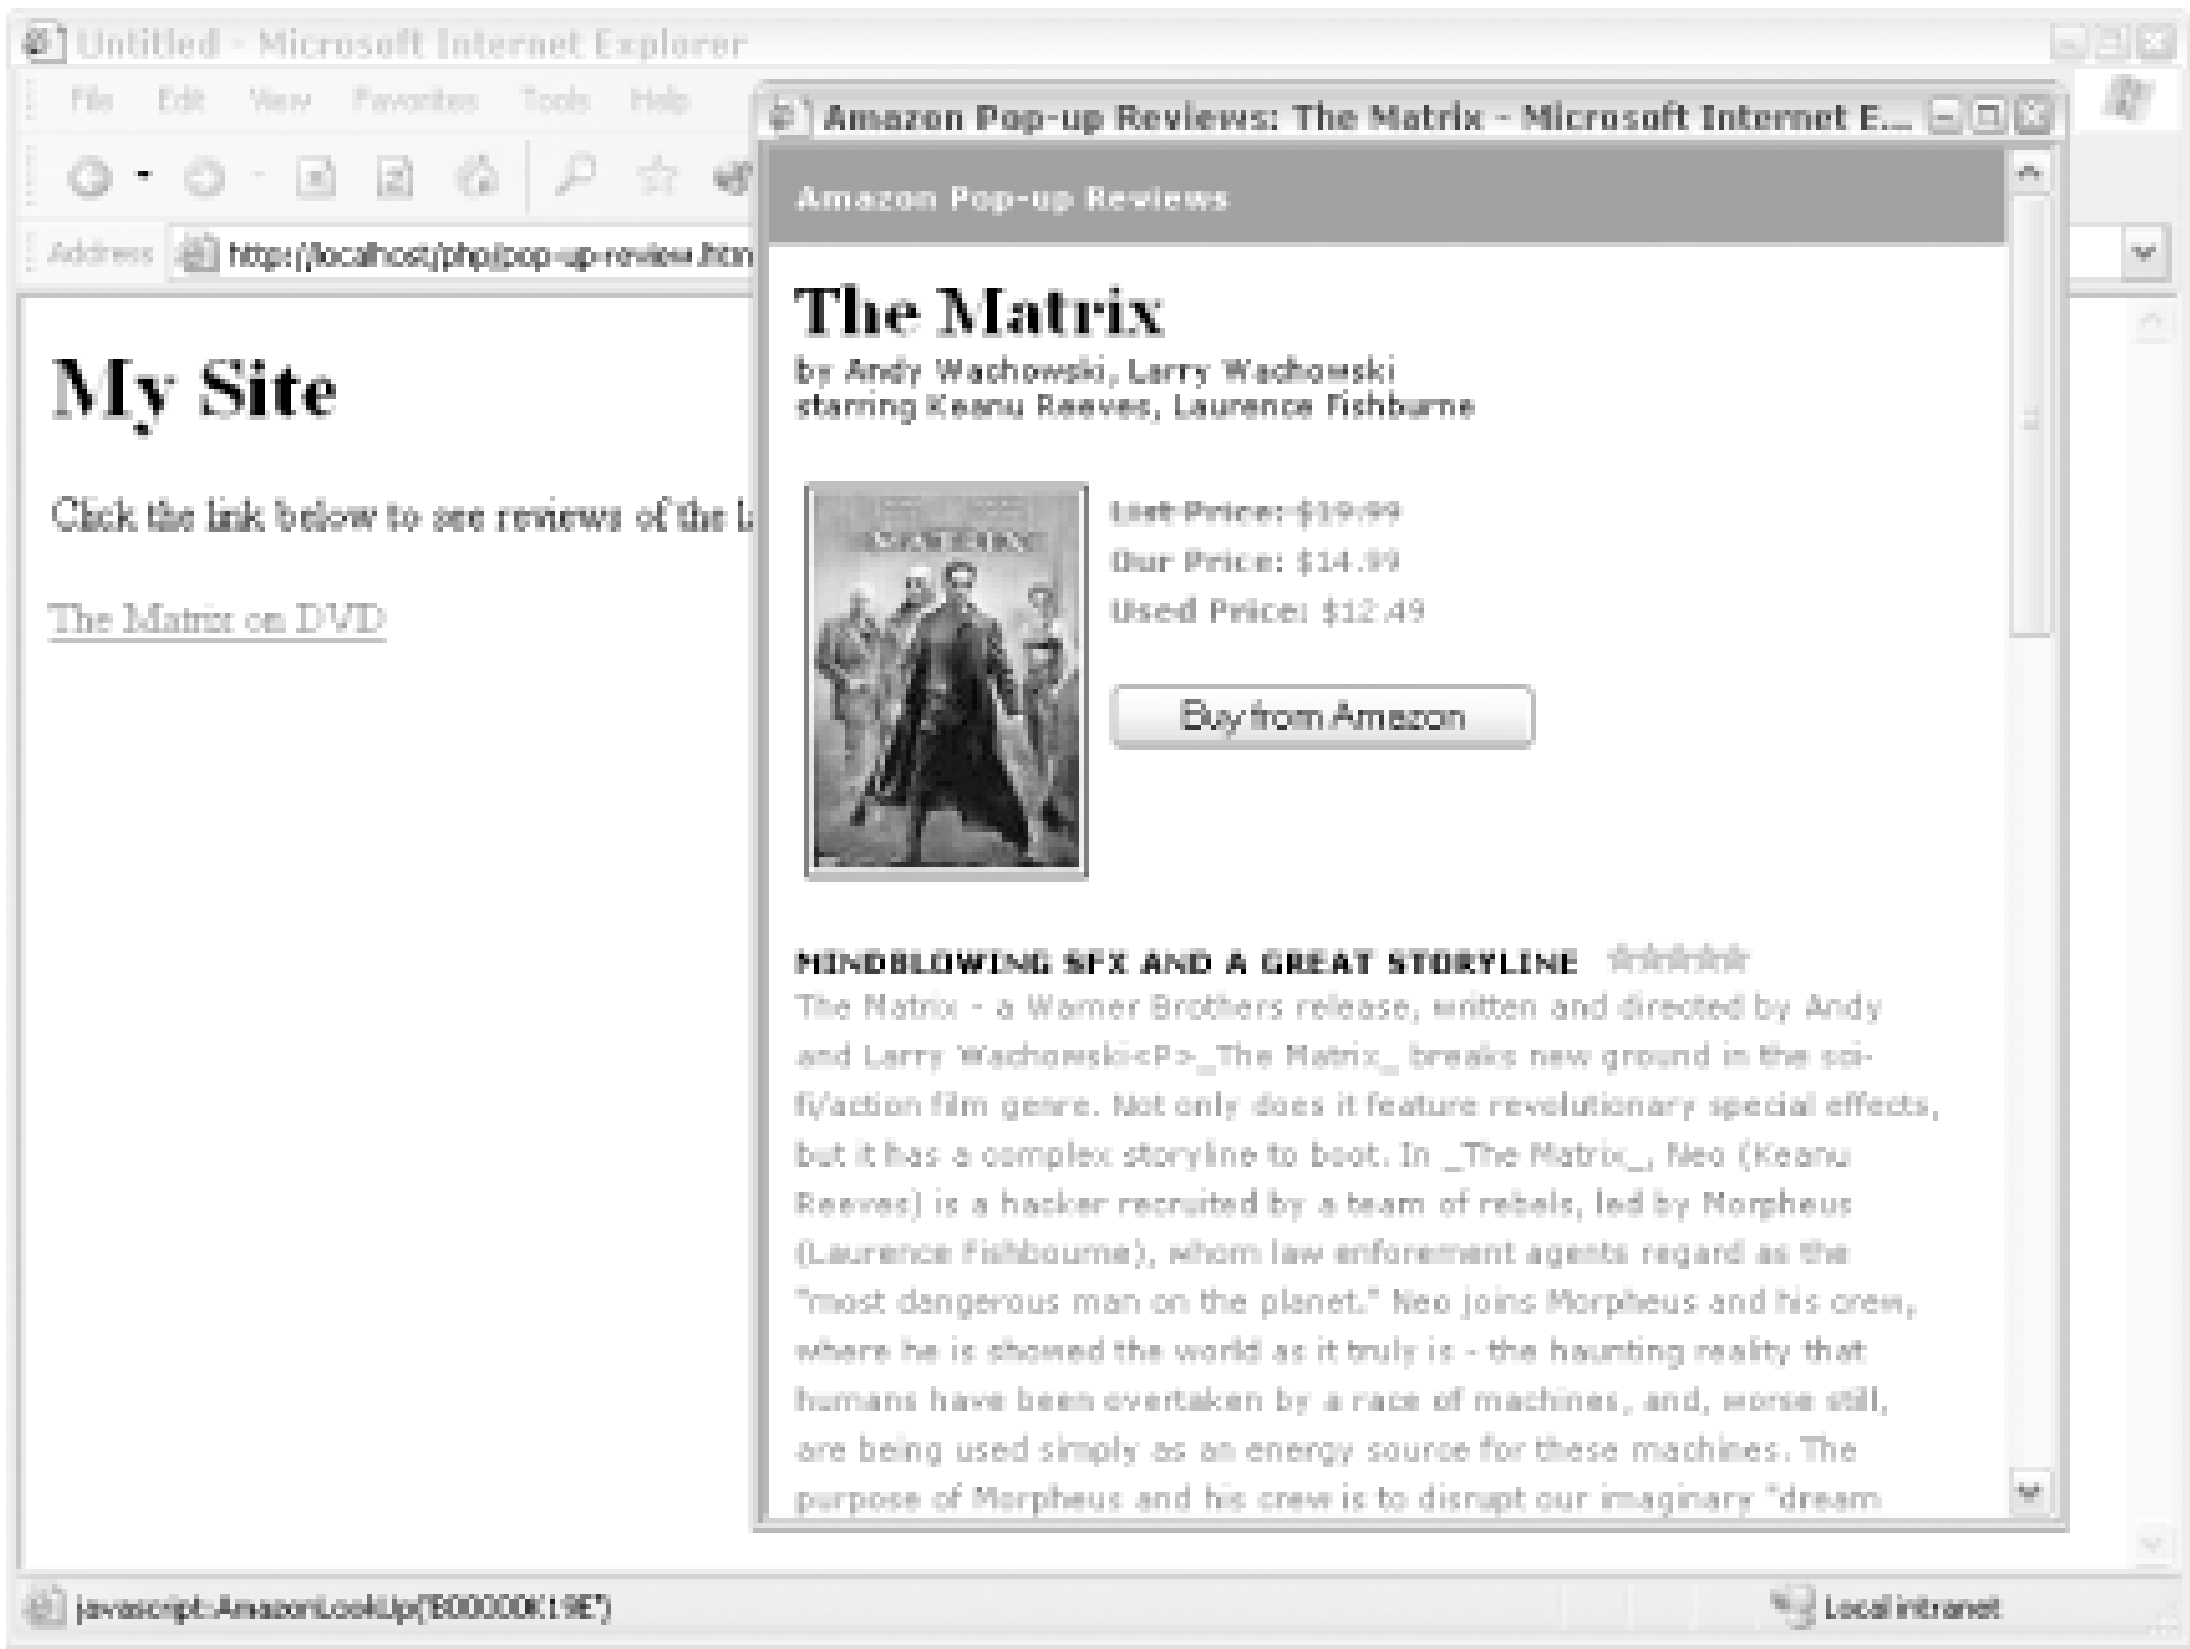 Untitled - Microsoft Internet Explorer
File Edit View Favorites Tools Help
Address http://localhost/php/pop-up-review.htm
My Site
Click the link below to see reviews of the
The Matrix on DVD
Amazon Pop-up Reviews: The Matrix - Microsoft Internet E...
Amazon Pop-up Reviews
The Matrix
by Andy Wachowski, Larry Wachowski
starring Keanu Reeves, Laurence Fishburne
List Price: $19.99
Our Price: $14.99
Used Price: $12.49
Buy from Amazon
MINDBLOWING SFX AND A GREAT STORYLINE
The Matrix - a Warner Brothers release, written and directed by Andy
and Larry Wachowski<P>_The Matrix_ breaks new ground in the sci-
fi/action film genre. Not only does it feature revolutionary special effects,
but it has a complex storyline to boot. In _The Matrix_, Neo (Keanu
Reeves) is a hacker recruited by a team of rebels, led by Morpheus
(Laurence Fishbourne), whom law enforement agents regard as the
"most dangerous man on the planet." Neo joins Morpheus and his crew,
where he is showed the world as it truly is - the haunting reality that
humans have been overtaken by a race of machines, and, worse still,
are being used simply as an energy source for these machines. The
purpose of Morpheus and his crew is to disrupt our imaginary "dream
javascript:AmazonLookUp('B00000K19E')
Local intranet